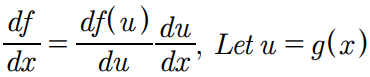 df/dx = df(u)/du du/dx, Let u = g(x)